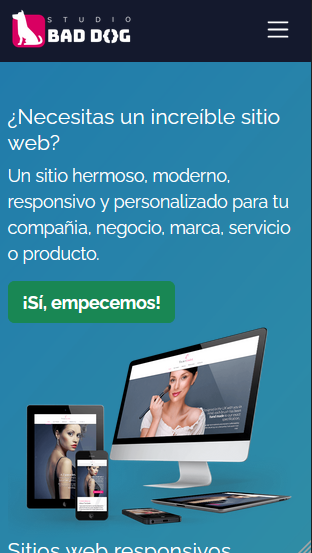 STUDIO
BAD DOG
¿Necesitas un increíble sitio
web?
Un sitio hermoso, moderno,
responsivo y personalizado para tu
compañia, negocio, marca, servicio
o producto.
¡Sí, empecemos!
Sitios web responsivos